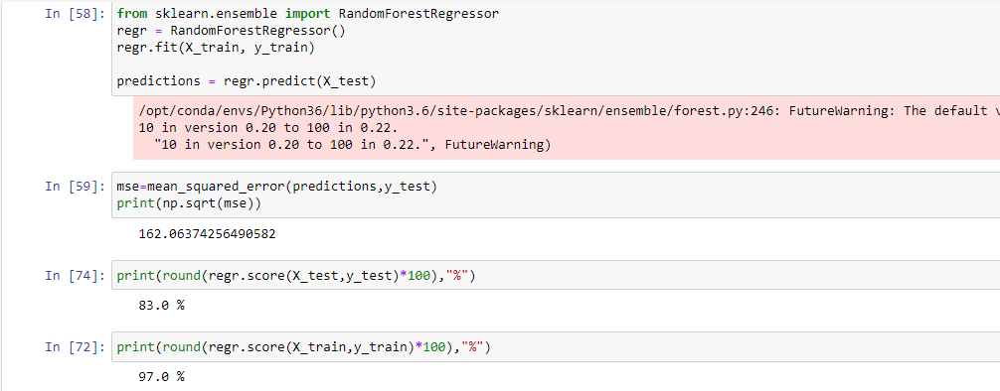 In [58]: from sklearn.ensemble import RandomForestRegressor
regr = RandomForestRegressor()
regr.fit(X_train, y_train)
predictions = regr.predict(X_test)
/opt/conda/envs/Python36/lib/python3.6/site-packages/sklearn/ensemble/forest.py:246: FutureWarning: The default
10 in version 0.20 to 100 in 0.22.
"10 in version 0.20 to 100 in 0.22.", FutureWarning)
In [59]: mse=mean_squared_error(predictions,y_test)
print(np.sqrt(mse))
162.06374256490582
In [74]: print(round(regr.score(X_test,y_test)*100),"%")
83.0 %
In [72]: print(round(regr.score(X_train,y_train)*100),"%")
97.0 %